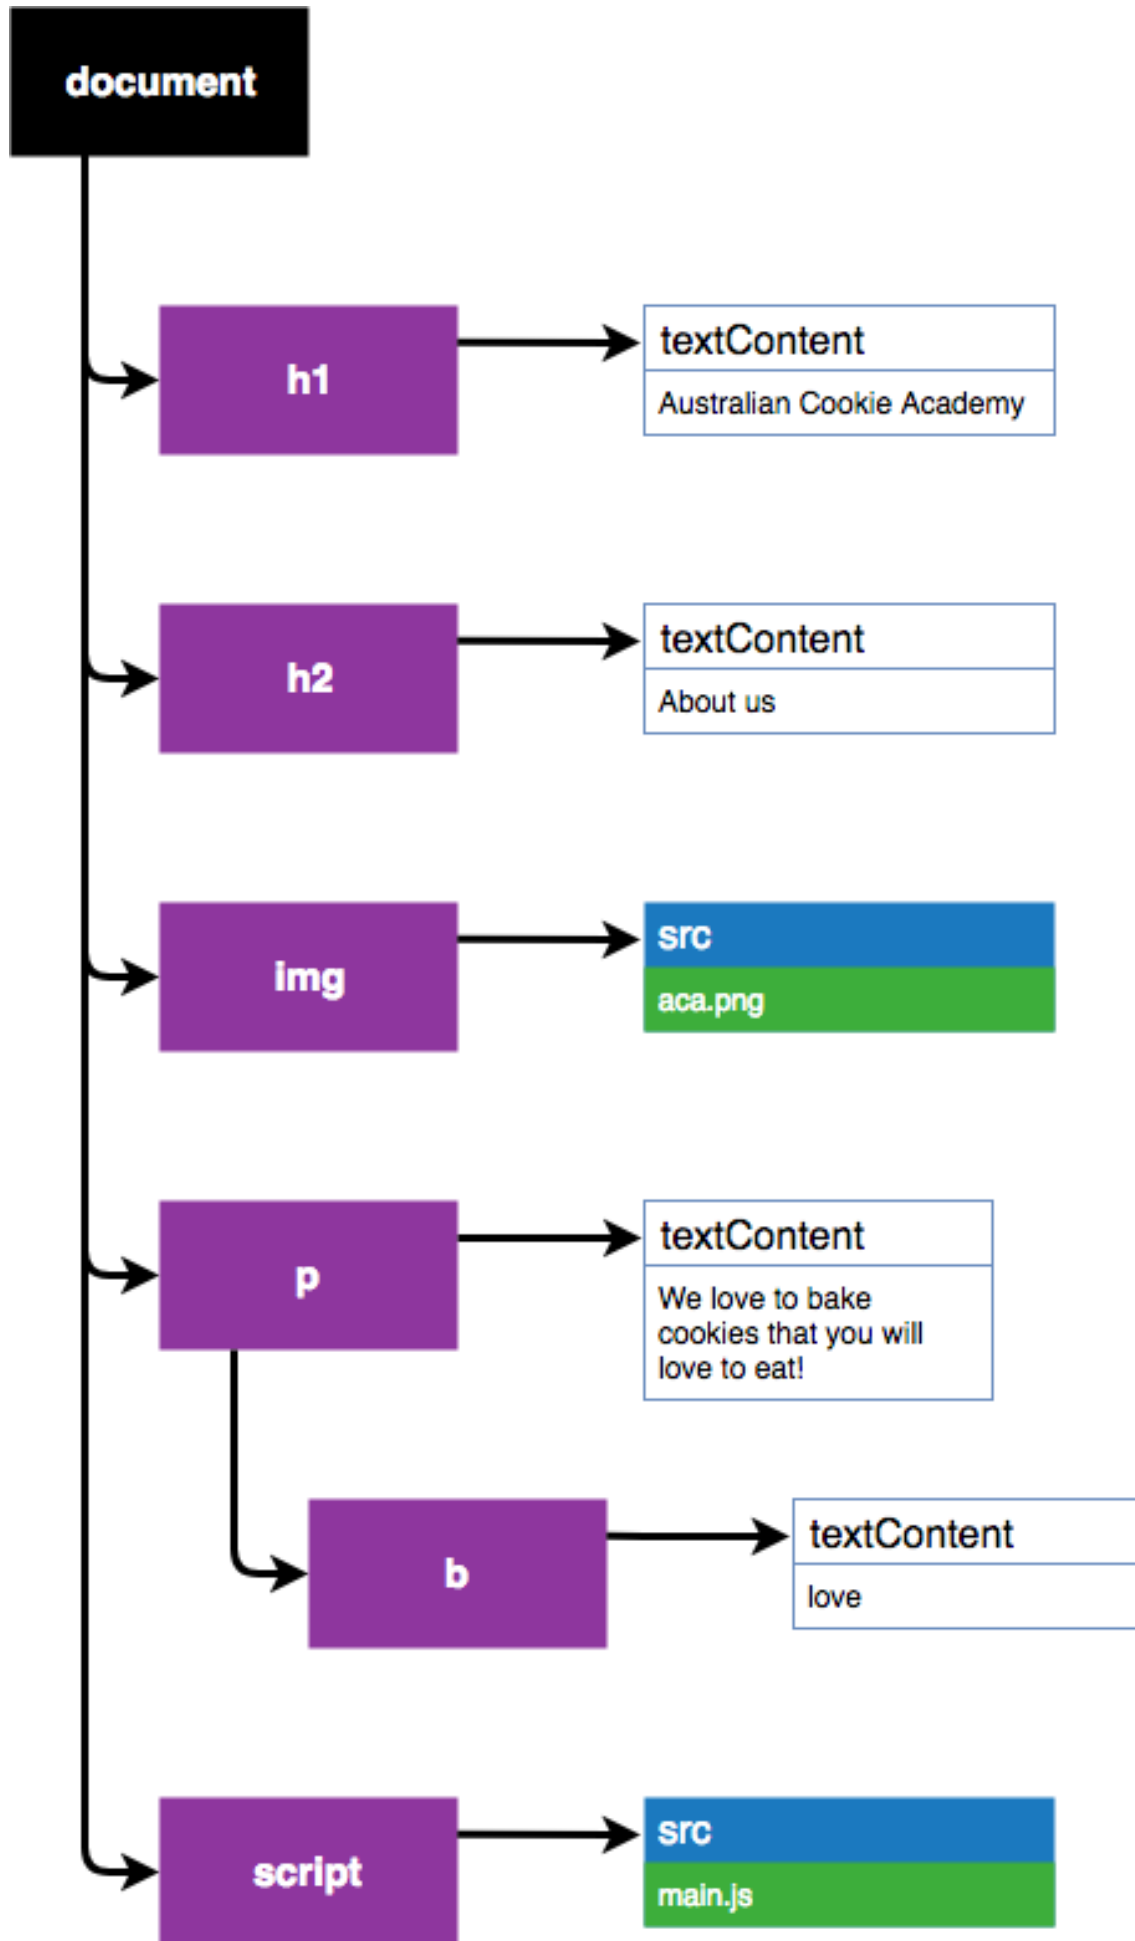 document
h1
textContent
Australian Cookie Academy
h2
textContent
About us
img
src
aca.png
p
textContent
We love to bake
cookies that you will
love to eat!
b
textContent
love
script
src
main.js